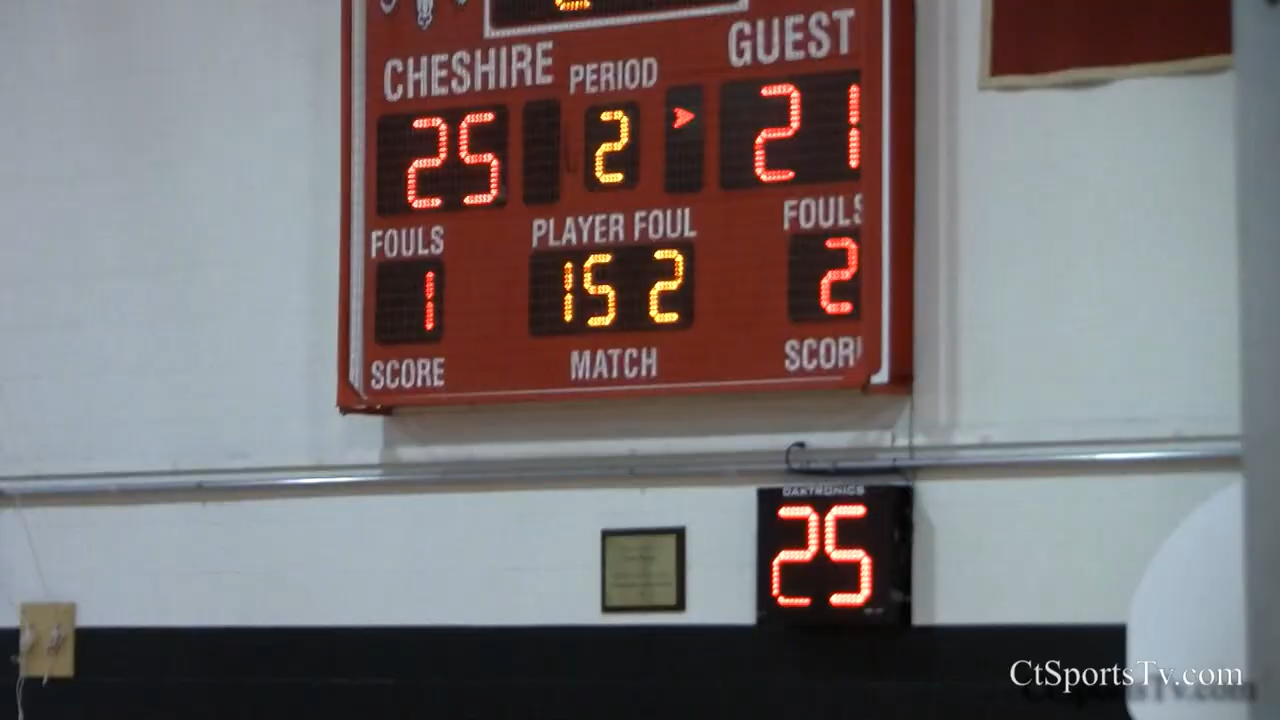 CHESHIRE PERIOD GUEST
25 2 21
FOULS PLAYER FOUL FOULS
1 15 2 2
SCORE MATCH SCOR
DAKTRONICS
25
CtSportsTv.com